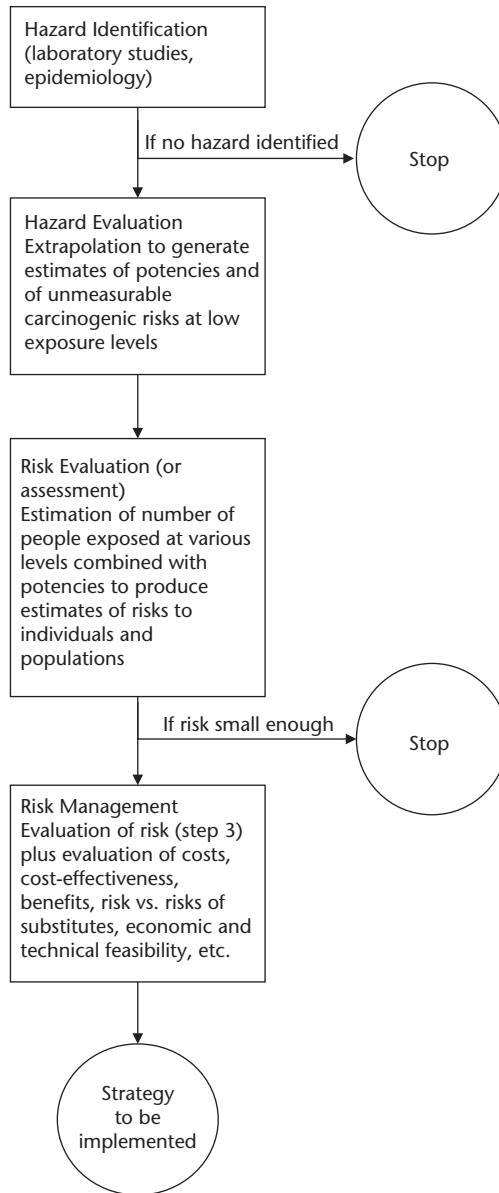 Hazard Identification
(laboratory studies,
epidemiology)
If no hazard identified
Stop
Hazard Evaluation
Extrapolation to generate
estimates of potencies and
of unmeasurable
carcinogenic risks at low
exposure levels
Risk Evaluation (or
assessment)
Estimation of number of
people exposed at various
levels combined with
potencies to produce
estimates of risks to
individuals and
populations
If risk small enough
Stop
Risk Management
Evaluation of risk (step 3)
plus evaluation of costs,
cost-effectiveness,
benefits, risk vs. risks of
substitutes, economic and
technical feasibility, etc.
Strategy
to be
implemented